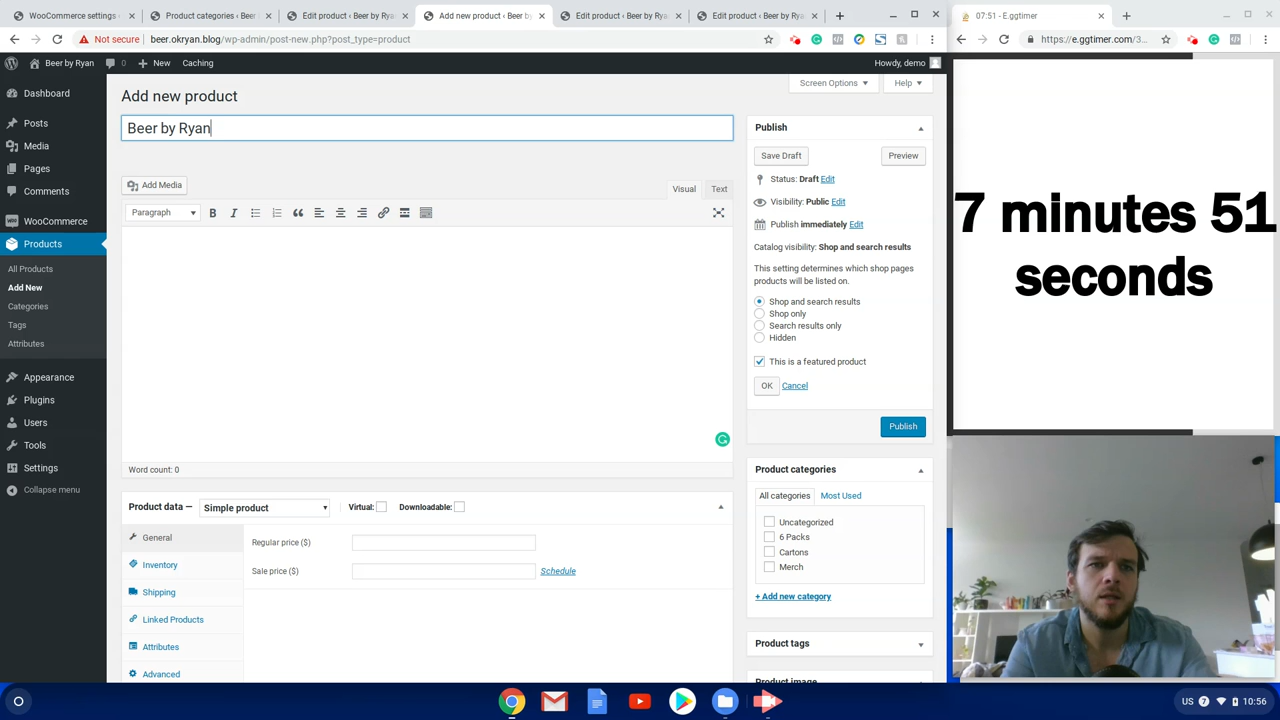 WooCommerce settings ‹
Product categories ‹ Beer
Edit product ‹ Beer by Ryan
Add new product ‹ Beer by
Edit product ‹ Beer by Ryan
Edit product ‹ Beer by Ryan
07:51 - E.ggtimer
Not secure
beer.okryan.blog/wp-admin/post-new.php?post_type=product
https://e.ggtimer.com/3...
Beer by Ryan
0
New
Caching
Howdy, demo
Screen Options
Help
Add new product
Beer by Ryan
Dashboard
Posts
Media
Pages
Comments
WooCommerce
Products
All Products
Add New
Categories
Tags
Attributes
Appearance
Plugins
Users
Tools
Settings
Collapse menu
Add Media
Visual
Text
Paragraph
Word count: 0
Product data —
Simple product
Virtual:
Downloadable:
General
Inventory
Shipping
Linked Products
Attributes
Advanced
Regular price ($)
Sale price ($)
Schedule
Publish
Save Draft
Preview
Status: Draft Edit
Visibility: Public Edit
Publish immediately Edit
Catalog visibility: Shop and search results
This setting determines which shop pages
products will be listed on.
Shop and search results
Shop only
Search results only
Hidden
This is a featured product
OK
Cancel
Publish
Product categories
All categories
Most Used
Uncategorized
6 Packs
Cartons
Merch
+ Add new category
Product tags
Product image
7 minutes 51
seconds
US
7
10:56